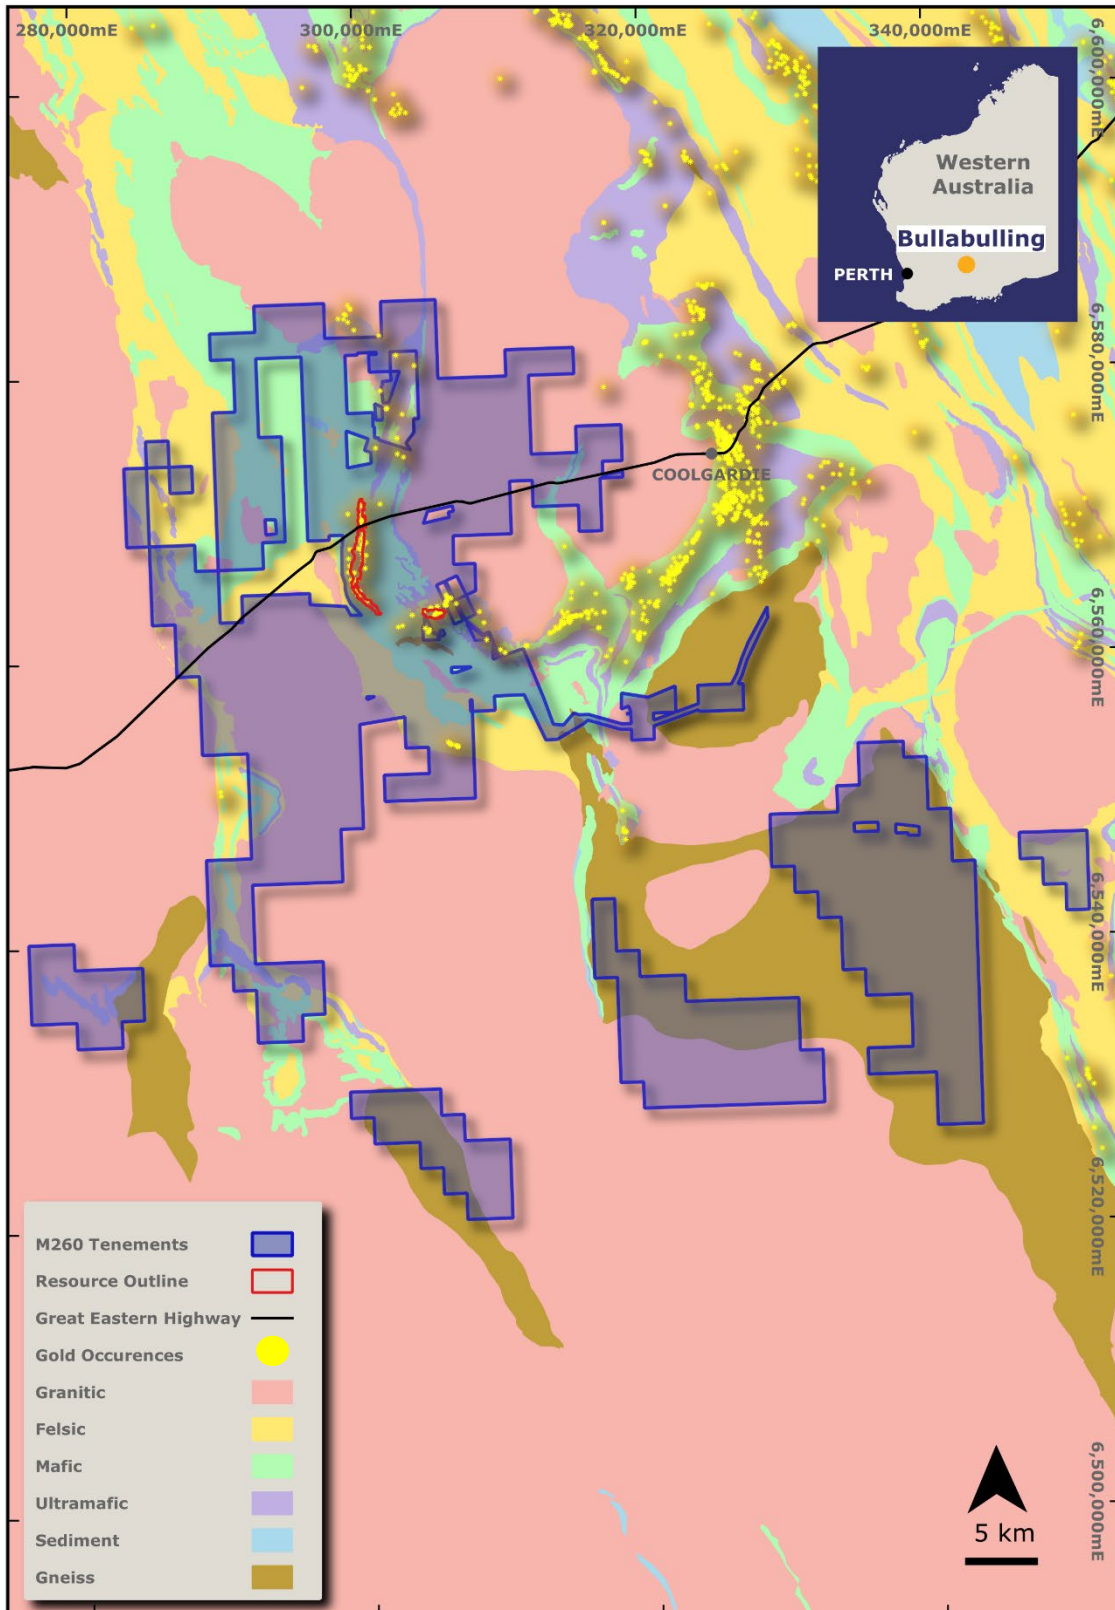 280,000mE
300,000mE
320,000mE
340,000mE
6,600,000mE
Western
Australia
Bullabulling
PERTH
6,580,000mE
COOLGARDIE
6,560,000mE
6,540,000mE
6,520,000mE
6,500,000mE
M260 Tenements
Resource Outline
Great Eastern Highway
Gold Occurences
Granitic
Felsic
Mafic
Ultramafic
Sediment
Gneiss
5 km